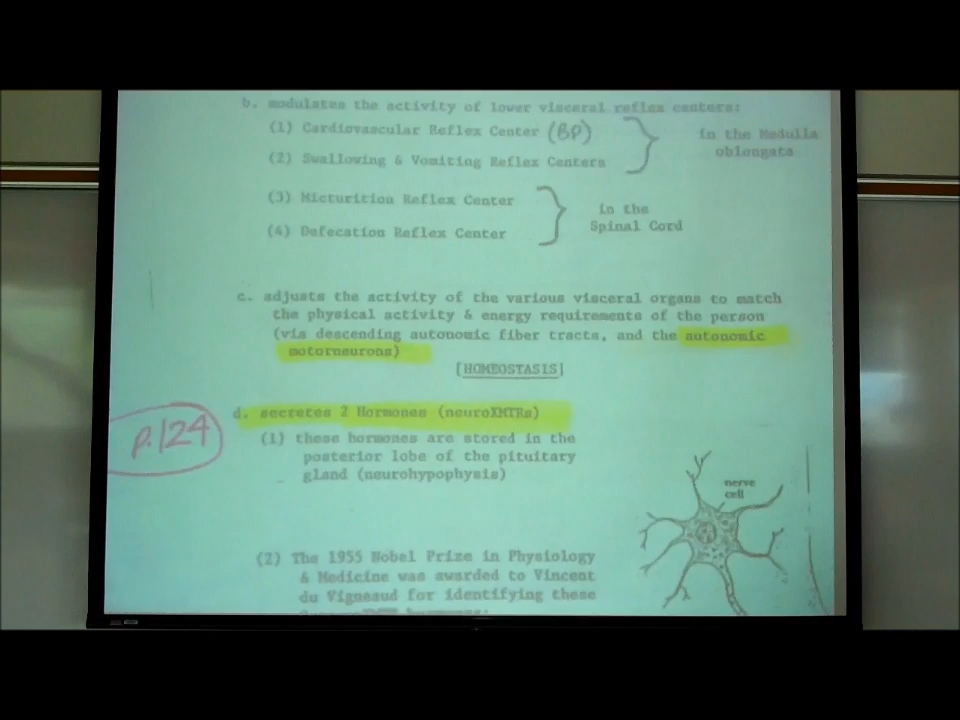 b. modulates the activity of lower visceral reflex centers:
(1) Cardiovascular Reflex Center (BP)
(2) Swallowing & Vomiting Reflex Centers
in the Medulla
oblongata
(3) Micturition Reflex Center
(4) Defecation Reflex Center
in the
Spinal Cord
c. adjusts the activity of the various visceral organs to match
the physical activity & energy requirements of the person
(via descending autonomic fiber tracts, and the autonomic
motorneurons)
[HOMEOSTASIS]
d. secretes 2 Hormones (neuroXMTRs)
p.124
(1) these hormones are stored in the
posterior lobe of the pituitary
gland (neurohypophysis)
nerve
cell
(2) The 1955 Nobel Prize in Physiology
& Medicine was awarded to Vincent
du Vigneaud for identifying these